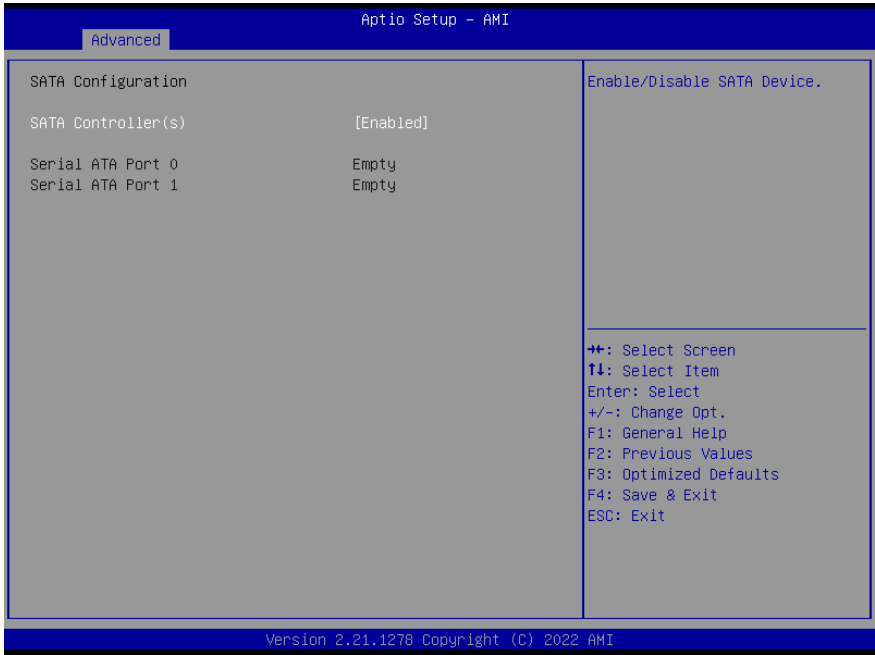 Aptio Setup – AMI
Advanced
SATA Configuration
SATA Controller(s) [Enabled]
Serial ATA Port 0 Empty
Serial ATA Port 1 Empty
Enable/Disable SATA Device.
→←: Select Screen
↑↓: Select Item
Enter: Select
+/-: Change Opt.
F1: General Help
F2: Previous Values
F3: Optimized Defaults
F4: Save & Exit
ESC: Exit
Version 2.21.1278 Copyright (C) 2022 AMI